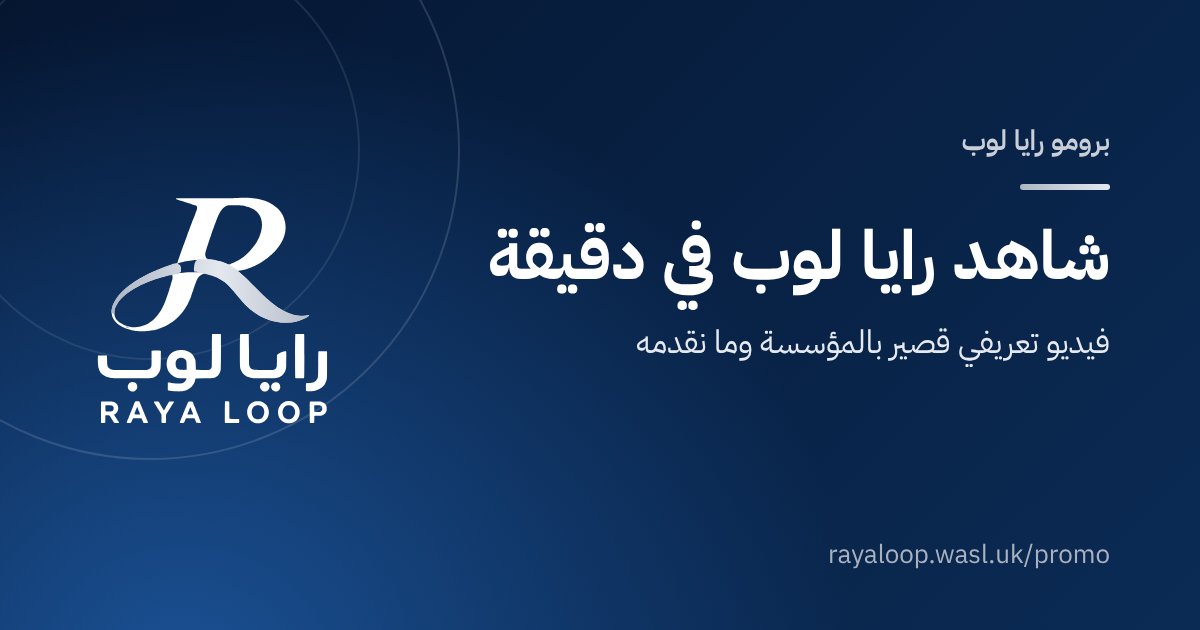 برومو رايا لوب
شاهد رايا لوب في دقيقة
فيديو تعريفي قصير بالمؤسسة وما نقدمه
رايا لوب
RAYA LOOP
rayaloop.wasl.uk/promo